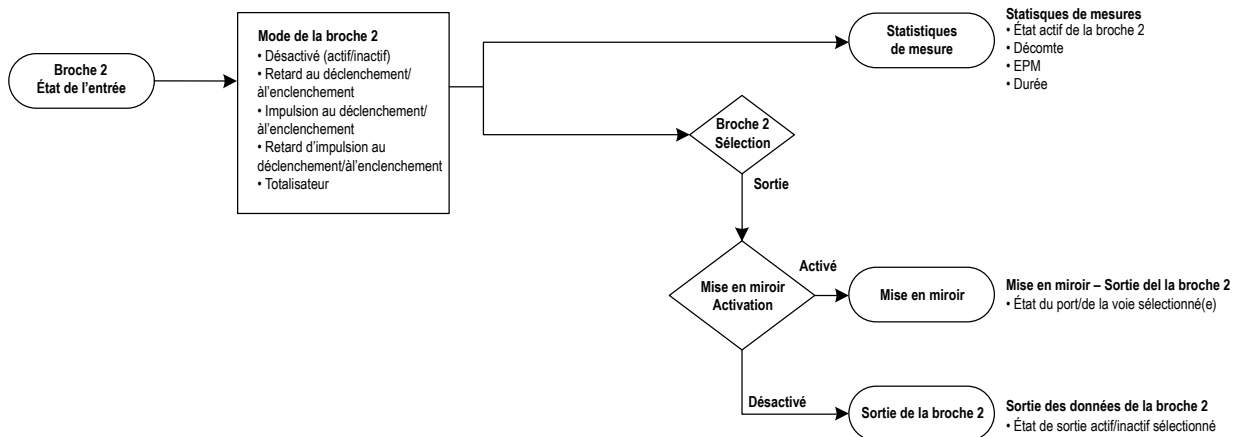 Broche 2
État de l'entrée
Mode de la broche 2
• Désactivé (actif/inactif)
• Retard au déclenchement/
àl'enclenchement
• Impulsion au déclenchement/
àl'enclenchement
• Retard d'impulsion au
déclenchement/àl'enclenchement
• Totalisateur
Statistiques
de mesure
Statisques de mesures
• État actif de la broche 2
• Décomte
• EPM
• Durée
Broche 2
Sélection
Sortie
Mise en miroir
Activation
Activé
Mise en miroir
Mise en miroir – Sortie del la broche 2
• État du port/de la voie sélectionné(e)
Désactivé
Sortie de la broche 2
Sortie des données de la broche 2
• État de sortie actif/inactif sélectionné